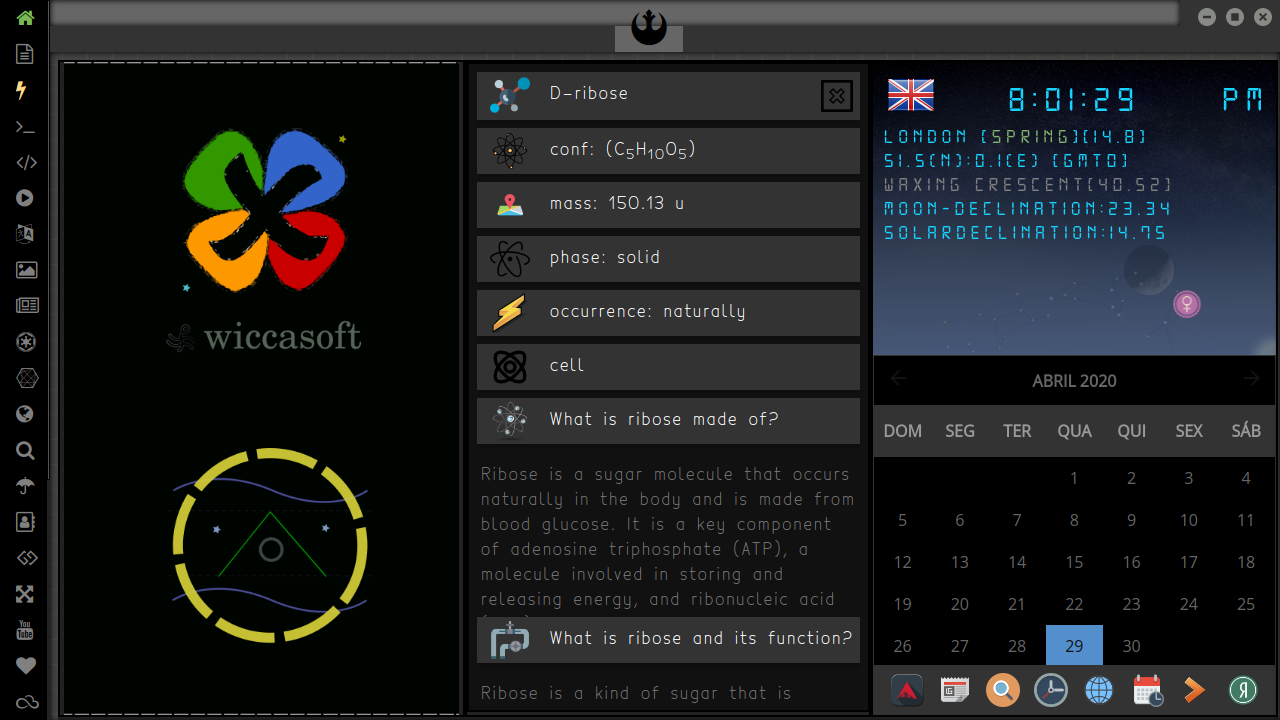 D-ribose
conf: (C5H10O5)
mass: 150.13 u
phase: solid
occurrence: naturally
cell
What is ribose made of?
Ribose is a sugar molecule that occurs
naturally in the body and is made from
blood glucose. It is a key component
of adenosine triphosphate (ATP), a
molecule involved in storing and
releasing energy, and ribonucleic acid
What is ribose and its function?
Ribose is a kind of sugar that is
wiccasoft
8:01:29 PM
LONDON [SPRING][14.8]
51.5(N):0.1(E) [GMT0]
WAXING CRESCENT[40.52]
MOON-DECLINATION:23.34
SOLARDECLINATION:14.75
ABRIL 2020
DOM SEG TER QUA QUI SEX SÁB
1 2 3 4
5 6 7 8 9 10 11
12 13 14 15 16 17 18
19 20 21 22 23 24 25
26 27 28 29 30
You
Tube
Я